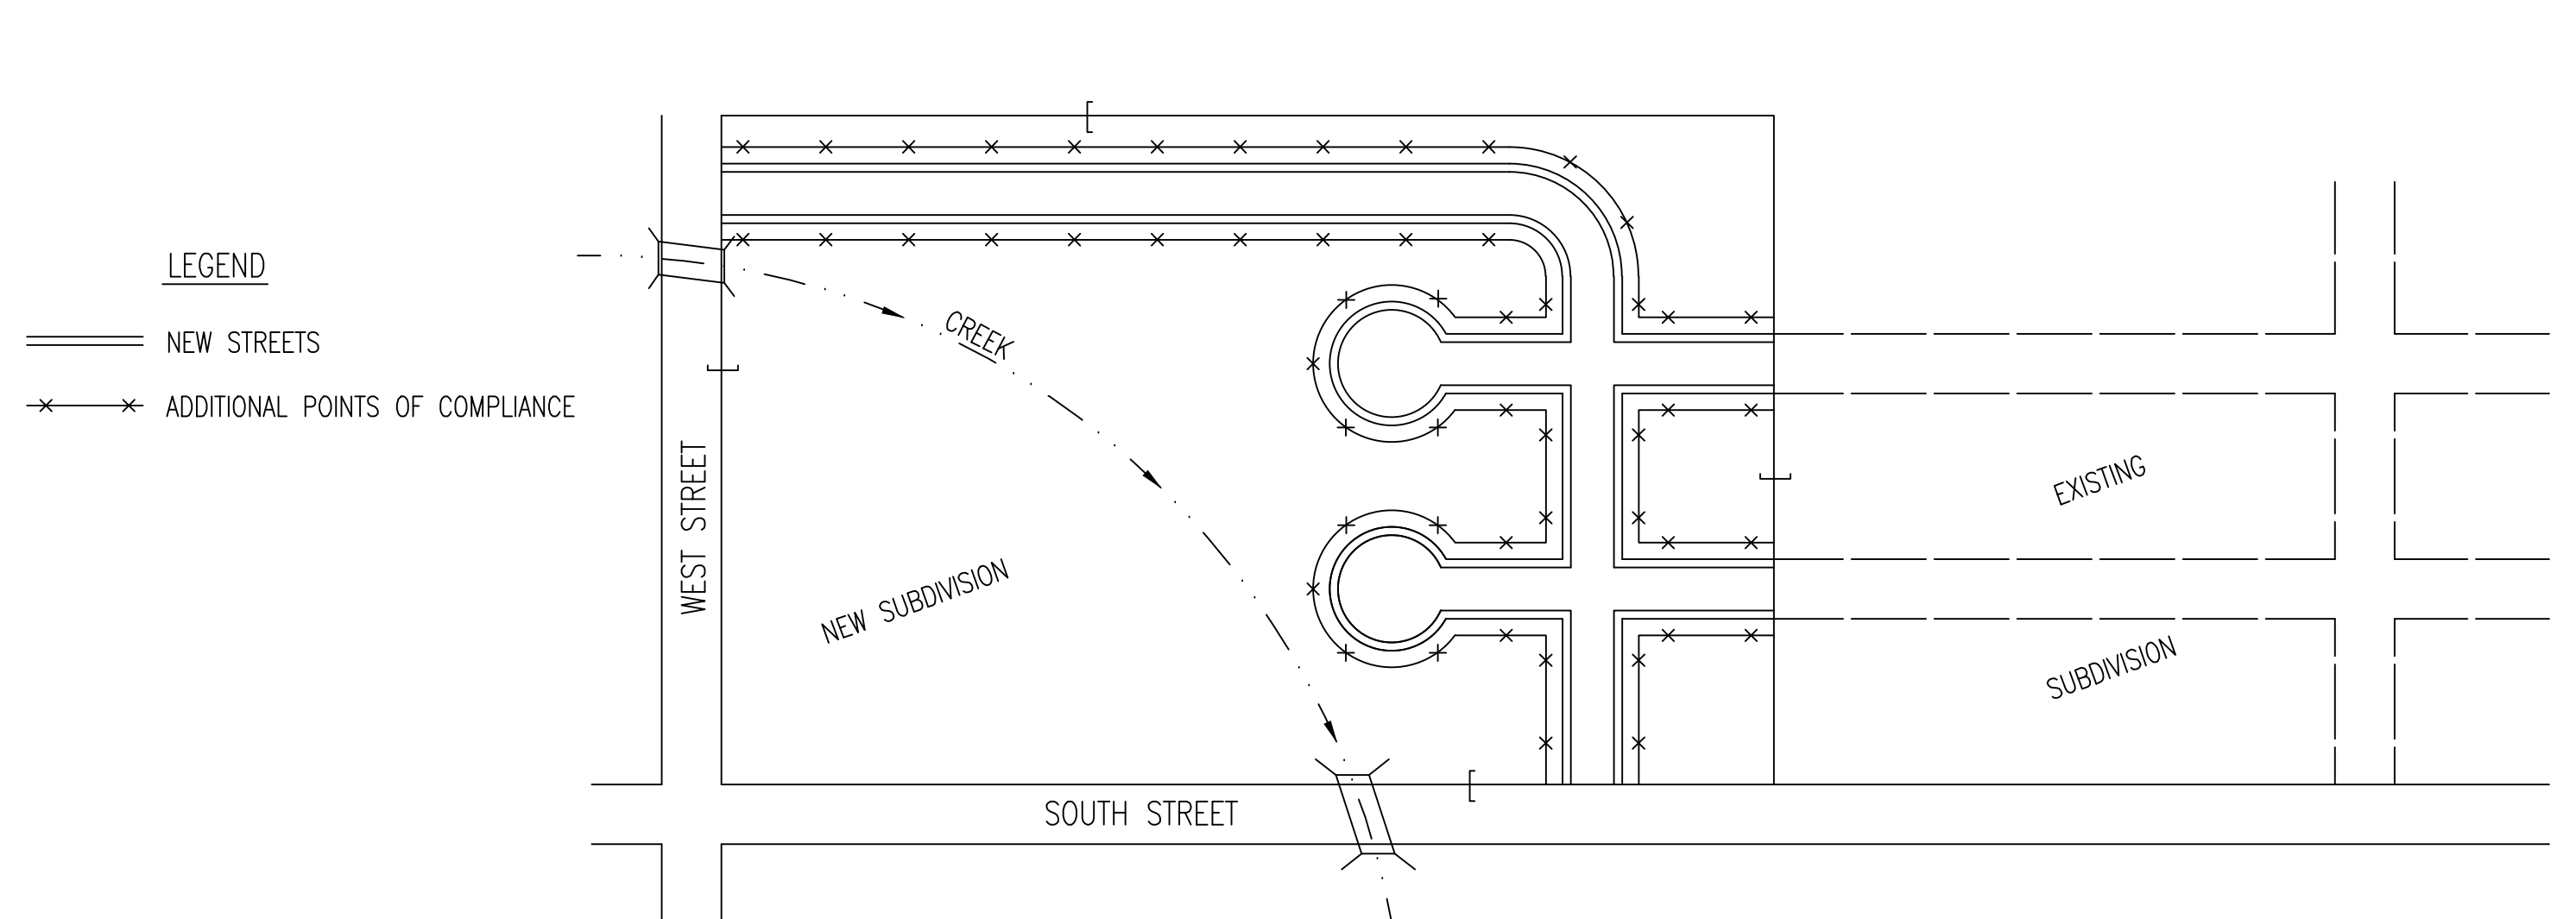 LEGEND
NEW STREETS
ADDITIONAL POINTS OF COMPLIANCE
CREEK
WEST STREET
NEW SUBDIVISION
EXISTING
SUBDIVISION
SOUTH STREET